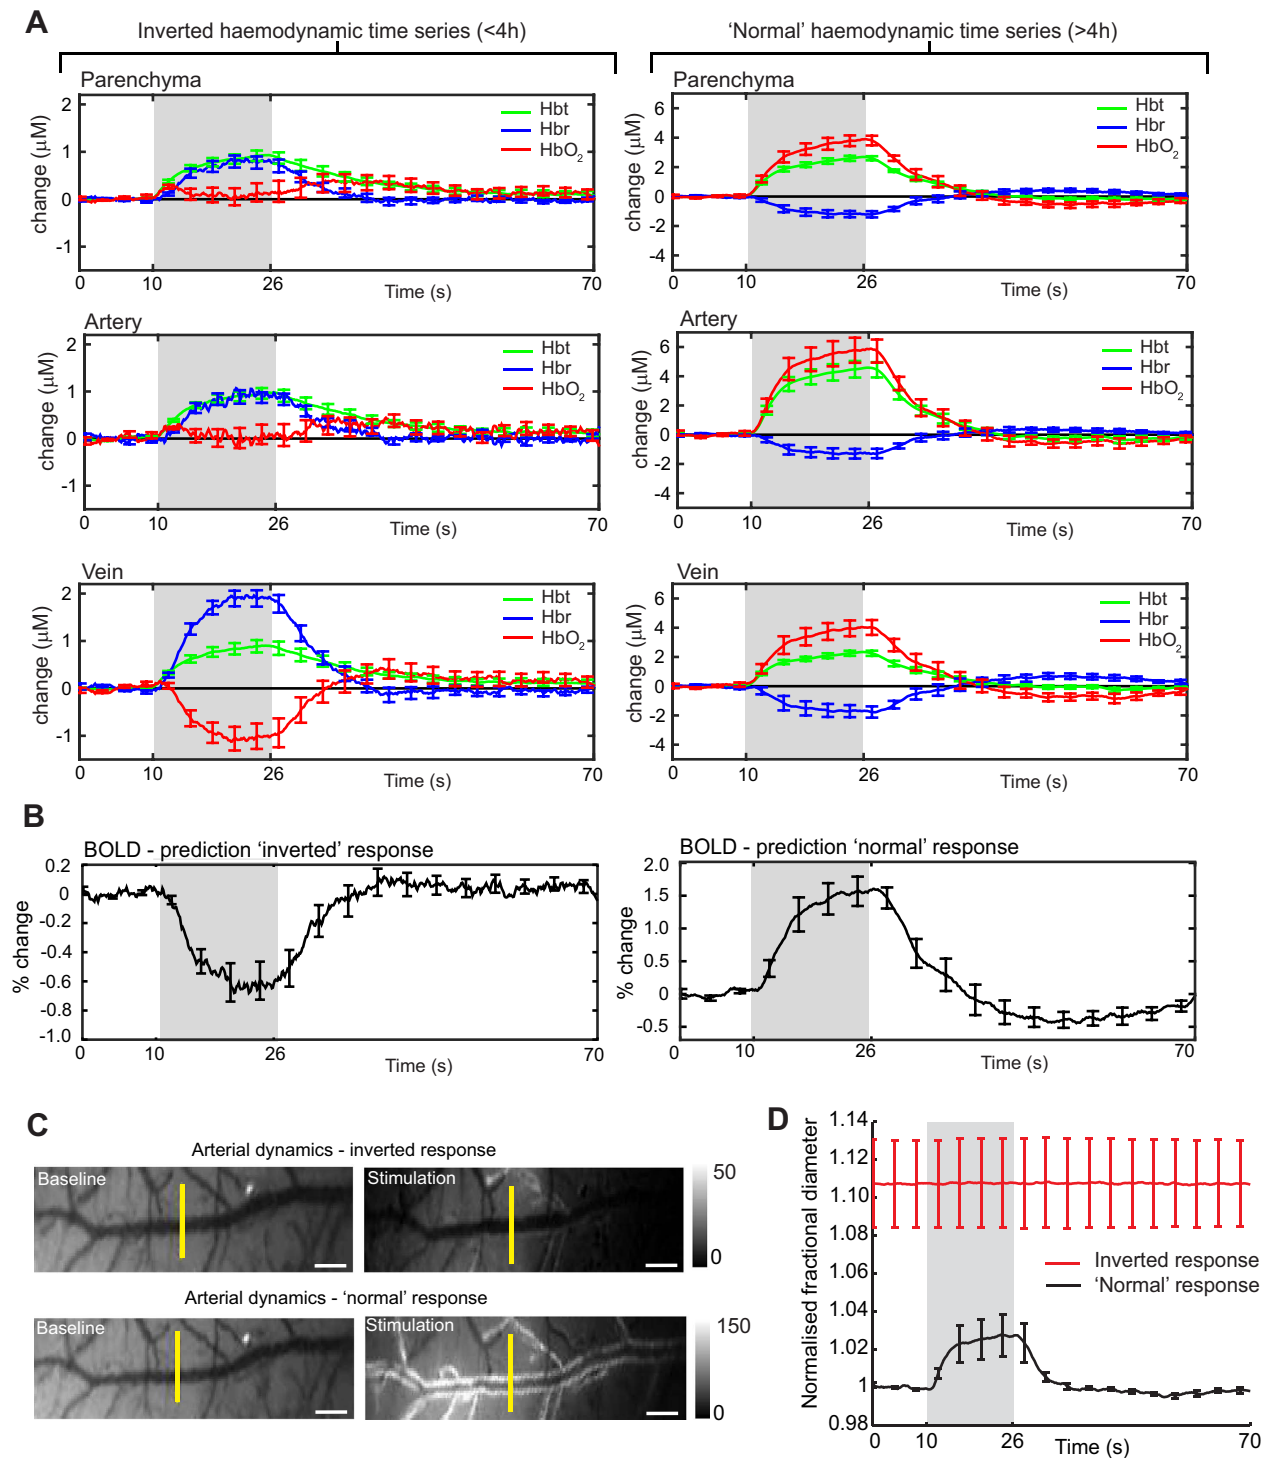 A
Inverted haemodynamic time series (<4h)
'Normal' haemodynamic time series (>4h)
Parenchyma
change (μM)
2
1
0
-1
Hbt
Hbr
HbO2
0
10
26
Time (s)
70
Parenchyma
change (μM)
6
4
2
0
-2
-4
Hbt
Hbr
HbO2
0
10
26
Time (s)
70
Artery
change (μM)
2
1
0
-1
Hbt
Hbr
HbO2
0
10
26
Time (s)
70
Artery
change (μM)
6
4
2
0
-2
-4
Hbt
Hbr
HbO2
0
10
26
Time (s)
70
Vein
change (μM)
2
1
0
-1
Hbt
Hbr
HbO2
0
10
26
Time (s)
70
Vein
change (μM)
6
4
2
0
-2
-4
Hbt
Hbr
HbO2
0
10
26
Time (s)
70
B
BOLD - prediction 'inverted' response
% change
0.2
0
-0.2
-0.4
-0.6
-0.8
-1.0
0
10
26
Time (s)
70
BOLD - prediction 'normal' response
% change
2.0
1.5
1.0
0.5
0
-0.5
0
10
26
Time (s)
70
C
Arterial dynamics - inverted response
Baseline
Stimulation
50
0
Arterial dynamics - 'normal' response
Baseline
Stimulation
150
0
D
Normalised fractional diameter
1.14
1.12
1.10
1.08
1.06
1.04
1.02
1
0.98
Inverted response
'Normal' response
0
10
26
Time (s)
70